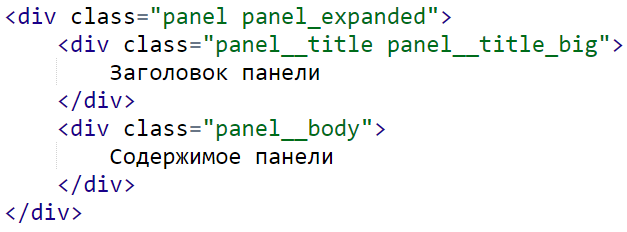 <div class="panel panel_expanded">
<div class="panel__title panel__title_big">
Заголовок панели
</div>
<div class="panel__body">
Содержимое панели
</div>
</div>